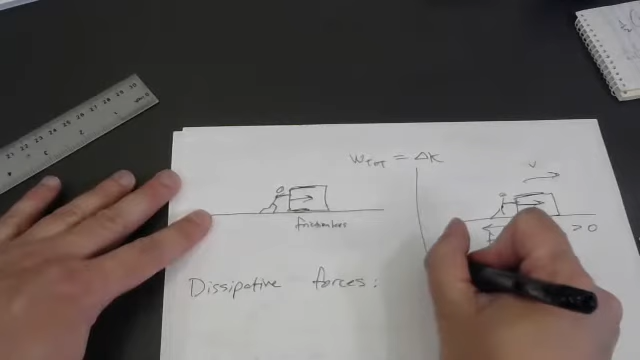 W_Tot = ΔK
v
frictionless
> 0
Dissipative forces: